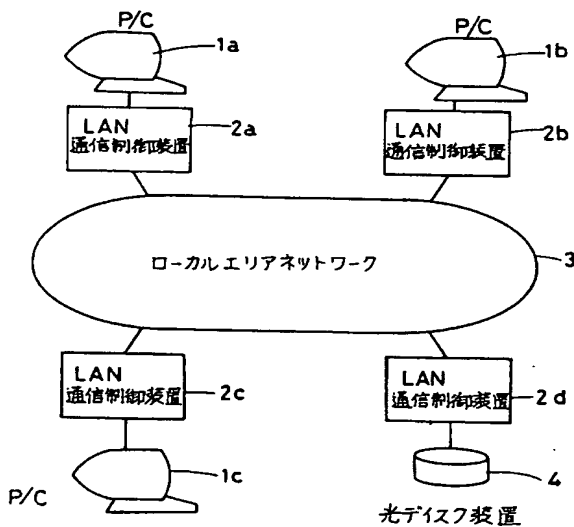 P/C
1a
LAN
通信制御装置
2a
P/C
1b
LAN
通信制御装置
2b
ローカルエリアネットワーク
3
LAN
通信制御装置
2c
P/C
1c
LAN
通信制御装置
2d
4
光ディスク装置